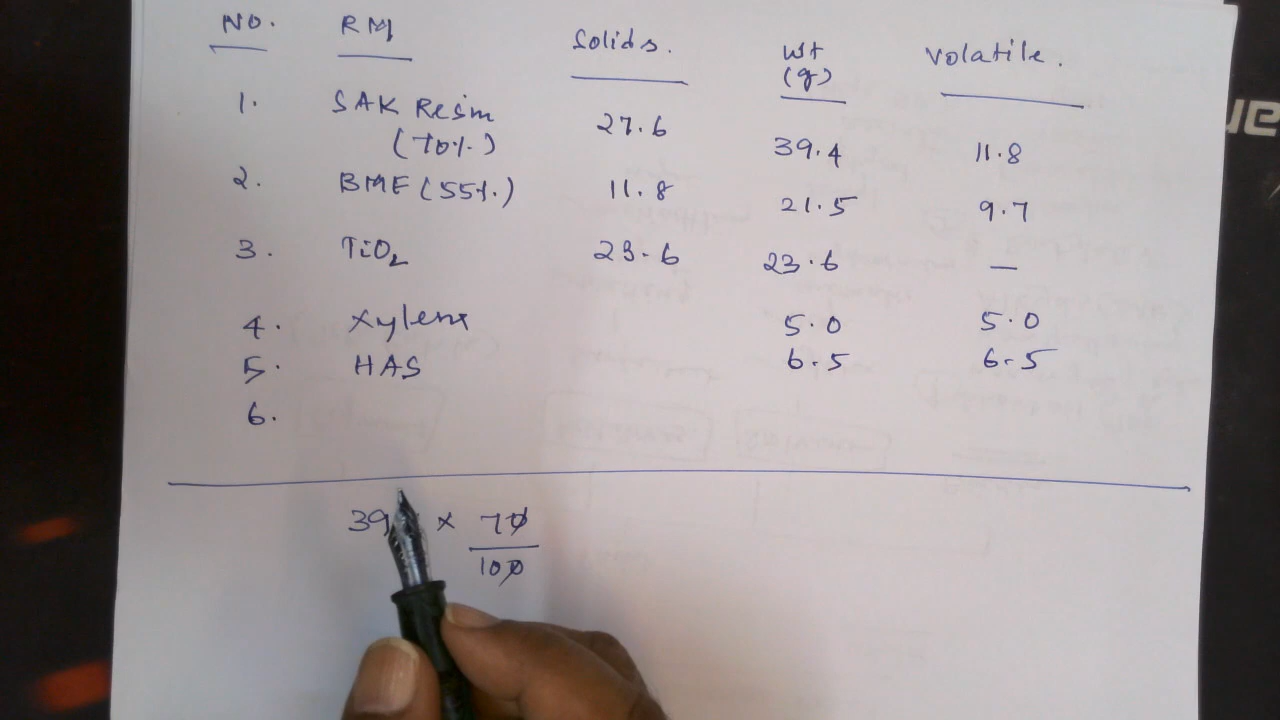 NO. RM Solids. Wt (g) Volatile.
1. SAK Resin (70%) 27.6 39.4 11.8
2. BMF (55%) 11.8 21.5 9.7
3. TiO2 23.6 23.6 —
4. Xylene 5.0 5.0
5. HAS 6.5 6.5
6.
39 × 70
100